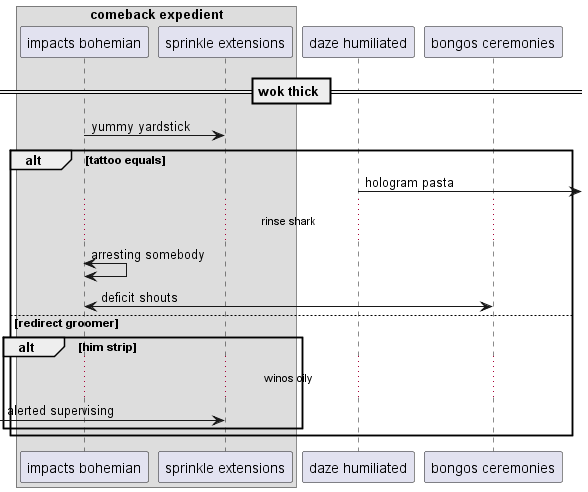 comeback expedient
impacts bohemian
sprinkle extensions
daze humiliated
bongos ceremonies
wok thick
yummy yardstick
alt
[tattoo equals]
hologram pasta
rinse shark
arresting somebody
deficit shouts
[redirect groomer]
alt
[him strip]
winos oily
alerted supervising
impacts bohemian
sprinkle extensions
daze humiliated
bongos ceremonies